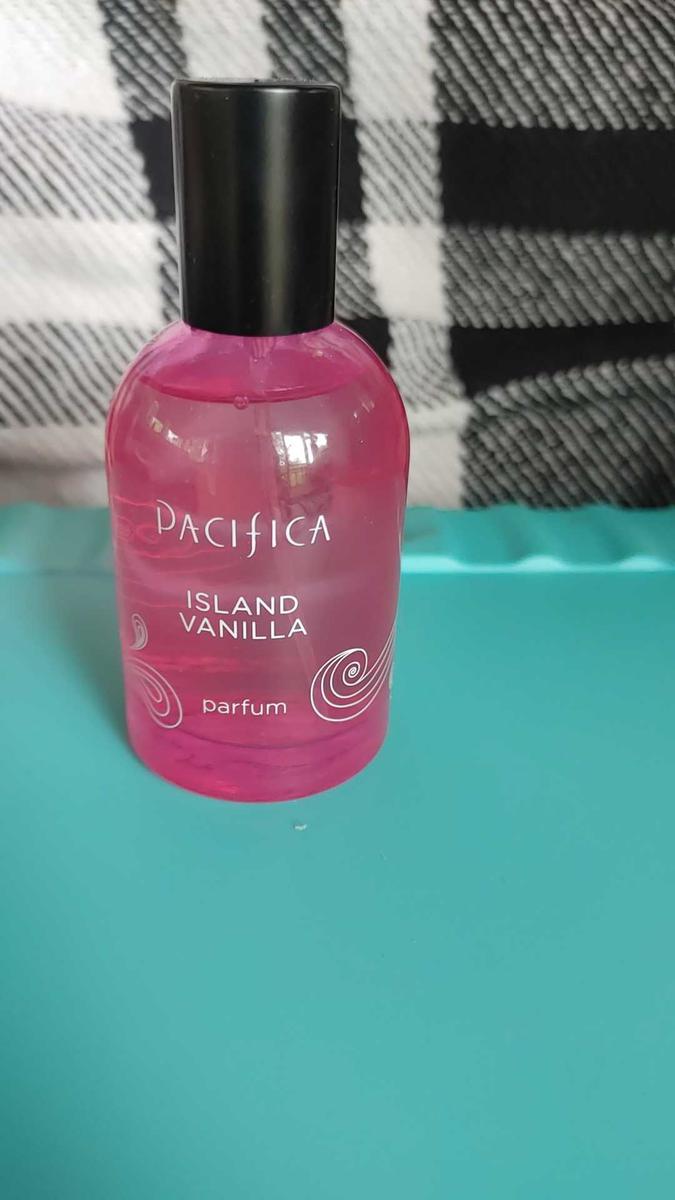 PACIFICA
ISLAND
VANILLA
parfum